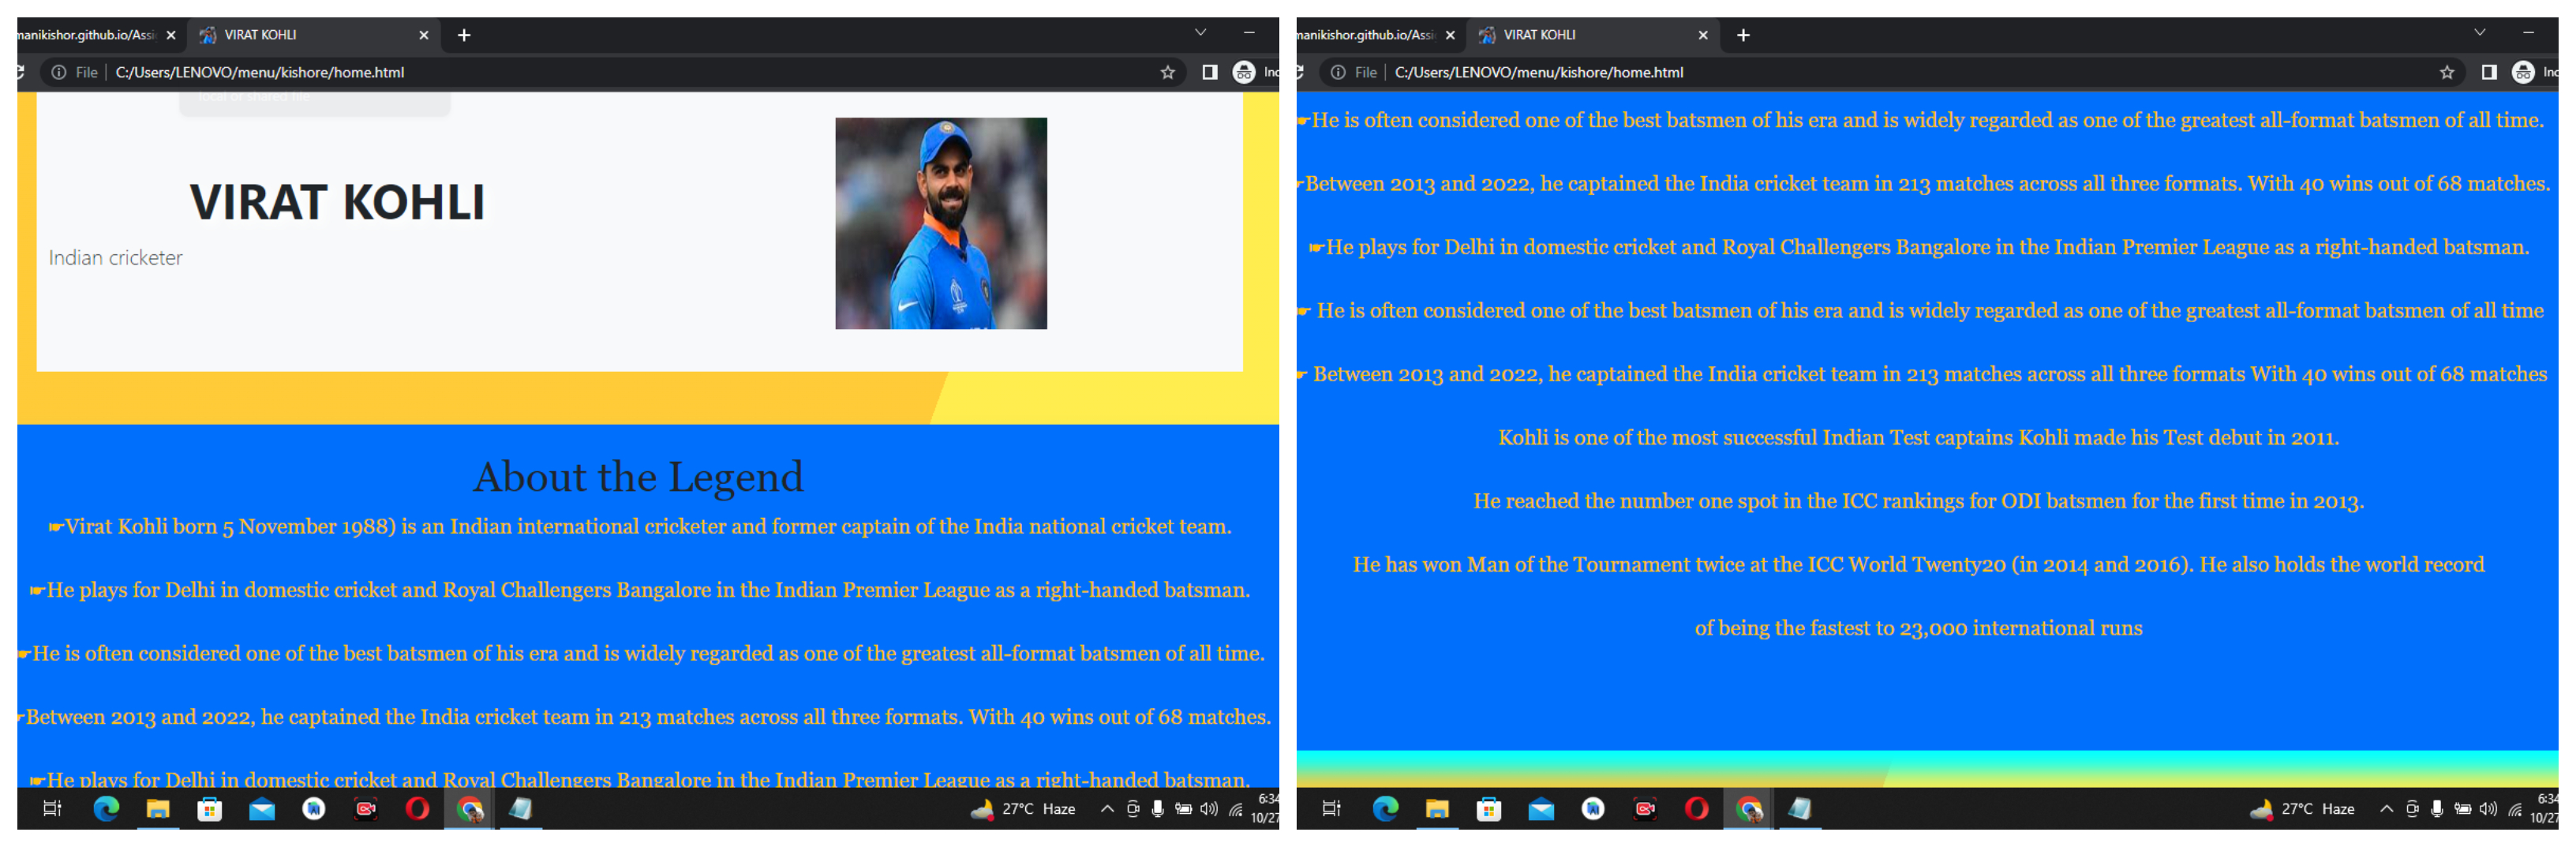 manikishor.github.io/Assi
VIRAT KOHLI
File
C:/Users/LENOVO/menu/kishore/home.html
local or shared file
VIRAT KOHLI
Indian cricketer
About the Legend
☛Virat Kohli born 5 November 1988) is an Indian international cricketer and former captain of the India national cricket team.
☛He plays for Delhi in domestic cricket and Royal Challengers Bangalore in the Indian Premier League as a right-handed batsman.
☛He is often considered one of the best batsmen of his era and is widely regarded as one of the greatest all-format batsmen of all time.
☛Between 2013 and 2022, he captained the India cricket team in 213 matches across all three formats. With 40 wins out of 68 matches.
☛He plays for Delhi in domestic cricket and Royal Challengers Bangalore in the Indian Premier League as a right-handed batsman.
27°C Haze
6:34
10/27
manikishor.github.io/Assi
VIRAT KOHLI
File
C:/Users/LENOVO/menu/kishore/home.html
☛He is often considered one of the best batsmen of his era and is widely regarded as one of the greatest all-format batsmen of all time.
☛Between 2013 and 2022, he captained the India cricket team in 213 matches across all three formats. With 40 wins out of 68 matches.
☛He plays for Delhi in domestic cricket and Royal Challengers Bangalore in the Indian Premier League as a right-handed batsman.
☛ He is often considered one of the best batsmen of his era and is widely regarded as one of the greatest all-format batsmen of all time
☛ Between 2013 and 2022, he captained the India cricket team in 213 matches across all three formats With 40 wins out of 68 matches
Kohli is one of the most successful Indian Test captains Kohli made his Test debut in 2011.
He reached the number one spot in the ICC rankings for ODI batsmen for the first time in 2013.
He has won Man of the Tournament twice at the ICC World Twenty20 (in 2014 and 2016). He also holds the world record
of being the fastest to 23,000 international runs
27°C Haze
6:34
10/27